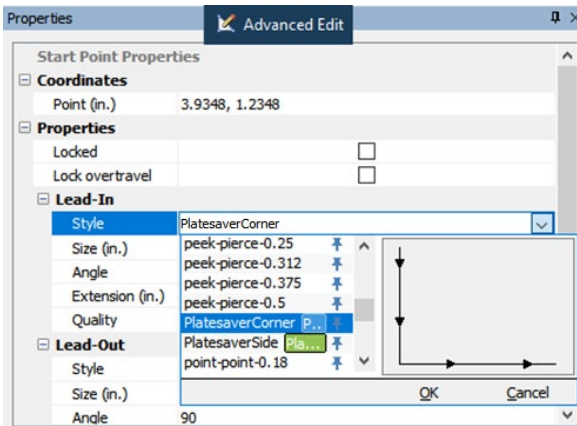 Properties
Advanced Edit
Start Point Properties
Coordinates
Point (in.) 3.9348, 1.2348
Properties
Locked
Lock overtravel
Lead-In
Style PlatesaverCorner
Size (in.) peek-pierce-0.25
Angle peek-pierce-0.312
Extension (in.) peek-pierce-0.375
peek-pierce-0.5
Quality PlatesaverCorner P...
Lead-Out PlatesaverSide Pla...
Style point-point-0.18
Size (in.) OK Cancel
Angle 90